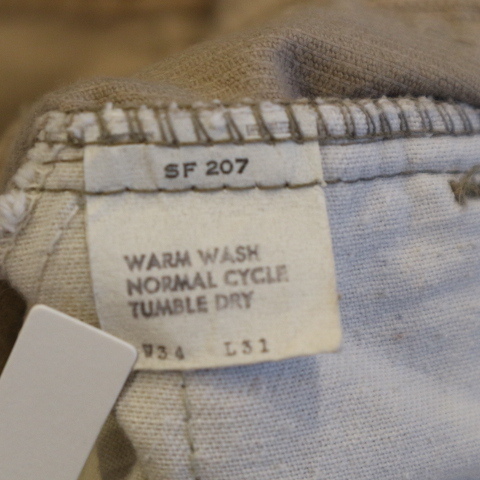 SF 207
WARM WASH
NORMAL CYCLE
TUMBLE DRY
W34 L31